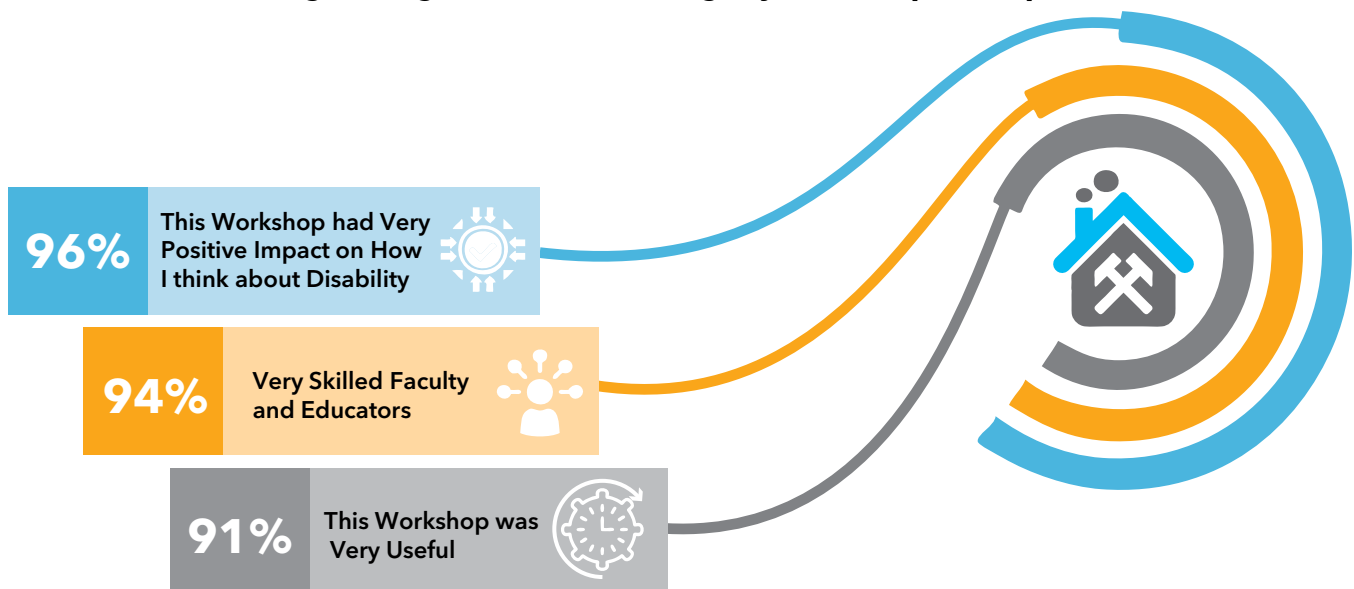 96%
This Workshop had Very
Positive Impact on How
I think about Disability
94%
Very Skilled Faculty
and Educators
91%
This Workshop was
Very Useful